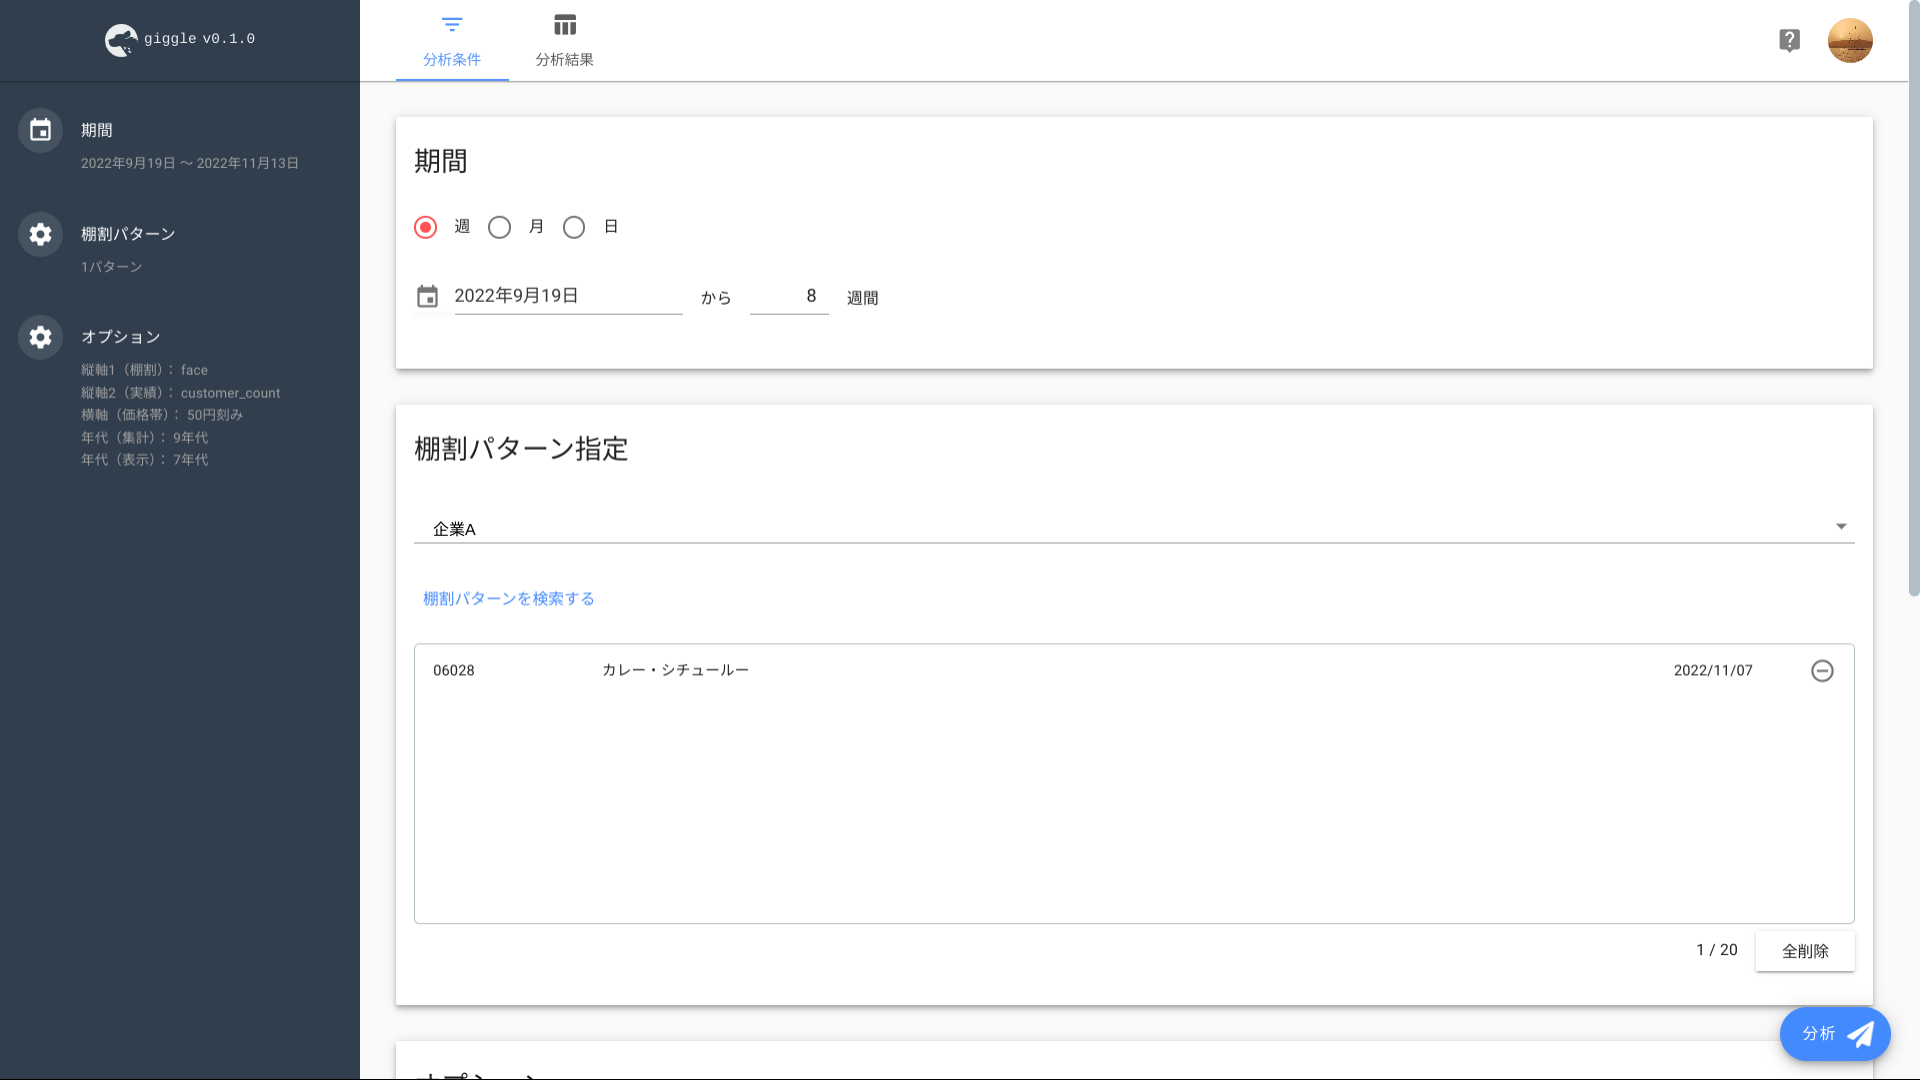 giggle v0.1.0
分析条件
分析結果
期間
2022年9月19日 〜 2022年11月13日
棚割パターン
1パターン
オプション
縦軸1（棚割）： face
縦軸2（実績）： customer_count
横軸（価格帯）： 50円刻み
年代（集計）： 9年代
年代（表示）： 7年代
期間
週 月 日
2022年9月19日 から 8 週間
棚割パターン指定
企業A
棚割パターンを検索する
06028 カレー・シチュールー 2022/11/07
1 / 20 全削除
分析
オプション